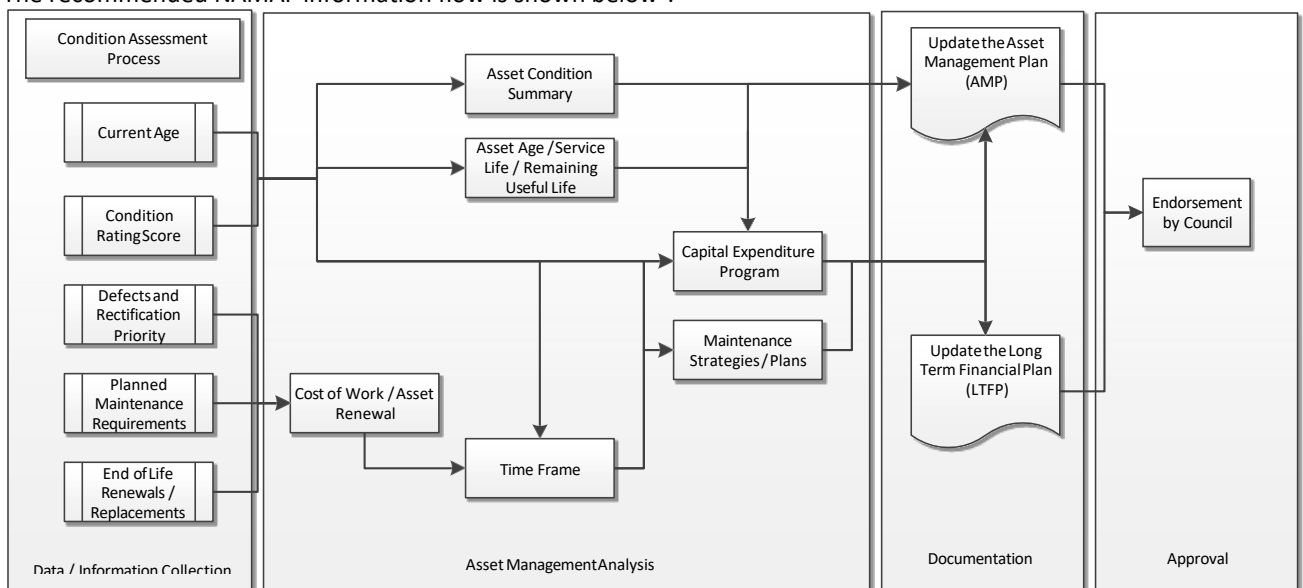 The recommended NAMAF information flow is shown below .
Condition Assessment
Process
Current Age
Condition
Rating Score
Defects and
Rectification
Priority
Planned
Maintenance
Requirements
End of Life
Renewals /
Replacements
Data / Information Collection
Asset Condition
Summary
Asset Age / Service
Life / Remaining
Useful Life
Capital Expenditure
Program
Maintenance
Strategies / Plans
Cost of Work / Asset
Renewal
Time Frame
Asset Management Analysis
Update the Asset
Management Plan
(AMP)
Update the Long
Term Financial Plan
(LTFP)
Documentation
Endorsement
by Council
Approval